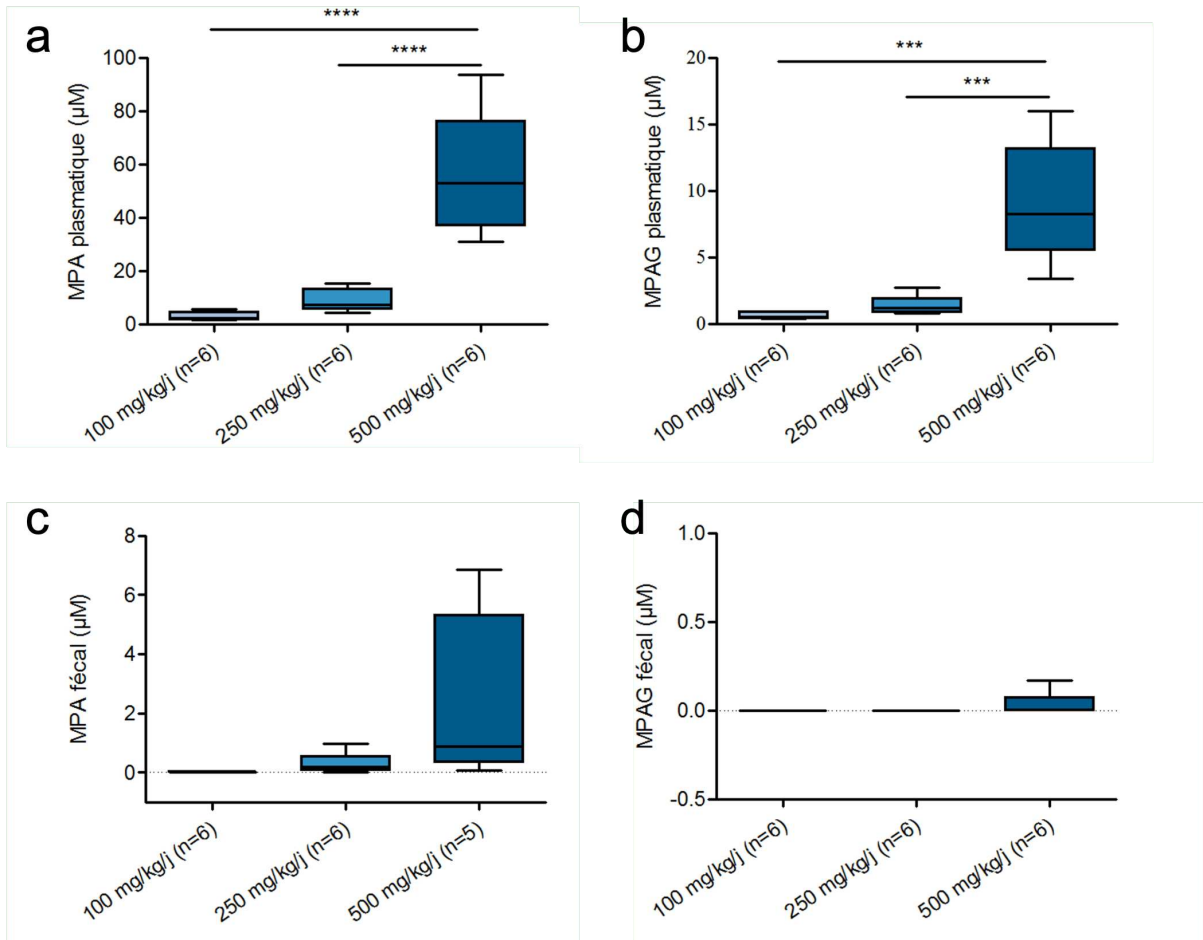 a
****
****
MPA plasmatique (µM)
100
80
60
40
20
0
100 mg/kg/j (n=6)
250 mg/kg/j (n=6)
500 mg/kg/j (n=6)
b
***
***
MPAG plasmatique (µM)
20
15
10
5
0
100 mg/kg/j (n=6)
250 mg/kg/j (n=6)
500 mg/kg/j (n=6)
c
MPA fécal (µM)
8
6
4
2
0
100 mg/kg/j (n=6)
250 mg/kg/j (n=6)
500 mg/kg/j (n=5)
d
MPAG fécal (µM)
1.0
0.5
0.0
-0.5
100 mg/kg/j (n=6)
250 mg/kg/j (n=6)
500 mg/kg/j (n=6)